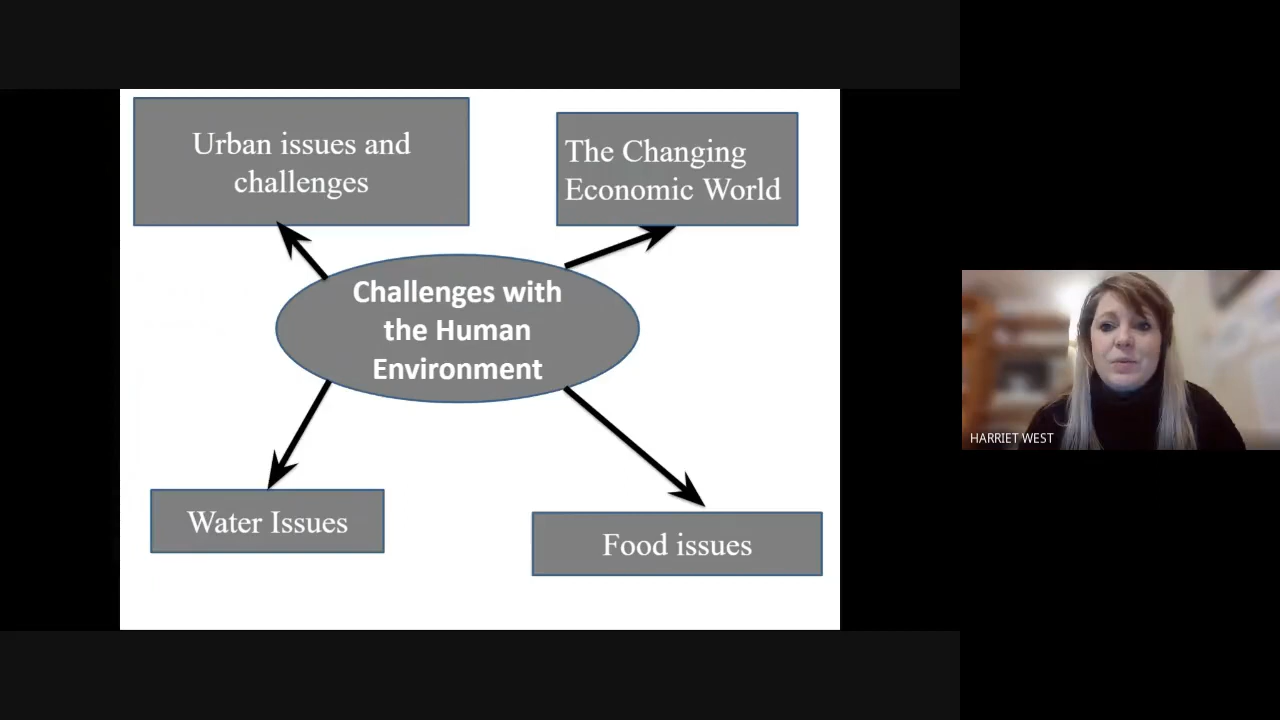 Urban issues and
challenges
The Changing
Economic World
Challenges with
the Human
Environment
Water Issues
Food issues
HARRIET WEST